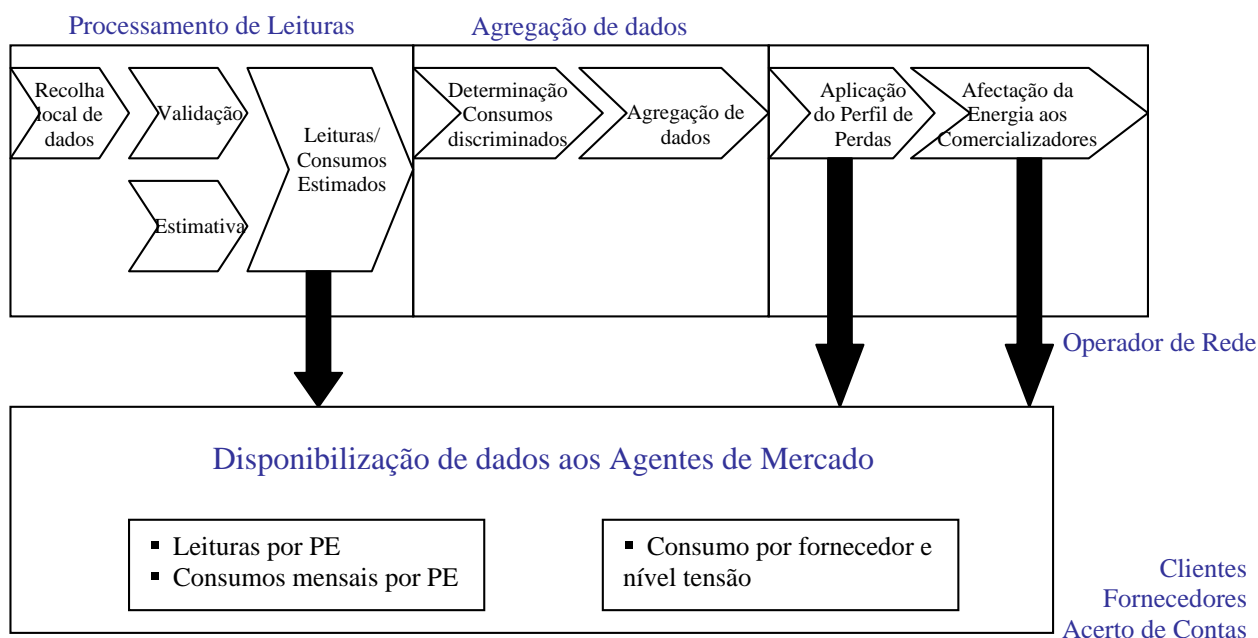 Processamento de Leituras
Agregação de dados
Recolha
local de
dados
Validação
Estimativa
Leituras/
Consumos
Estimados
Determinação
Consumos
discriminados
Agregação de
dados
Aplicação
do Perfil de
Perdas
Afectação da
Energia aos
Comercializadores
Operador de Rede
Disponibilização de dados aos Agentes de Mercado
▪ Leituras por PE
▪ Consumos mensais por PE
▪ Consumo por fornecedor e
nível tensão
Clientes
Fornecedores
Acerto de Contas